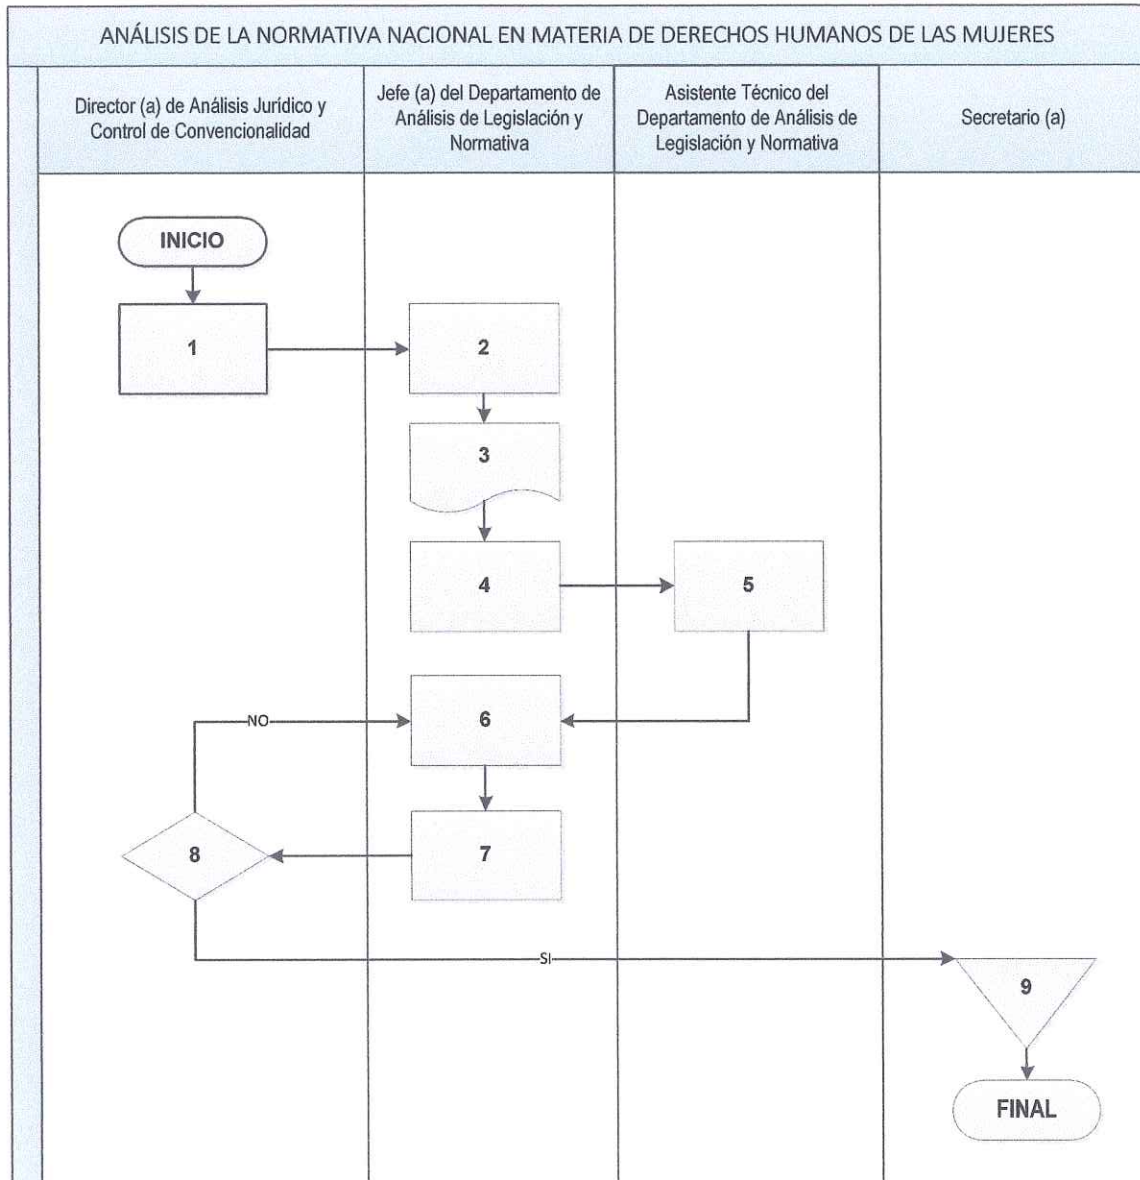 ANÁLISIS DE LA NORMATIVA NACIONAL EN MATERIA DE DERECHOS HUMANOS DE LAS MUJERES
Director (a) de Análisis Jurídico y
Control de Convencionalidad
Jefe (a) del Departamento de
Análisis de Legislación y
Normativa
Asistente Técnico del
Departamento de Análisis de
Legislación y Normativa
Secretario (a)
INICIO
1
2
3
4
5
NO
6
8
7
SI
9
FINAL